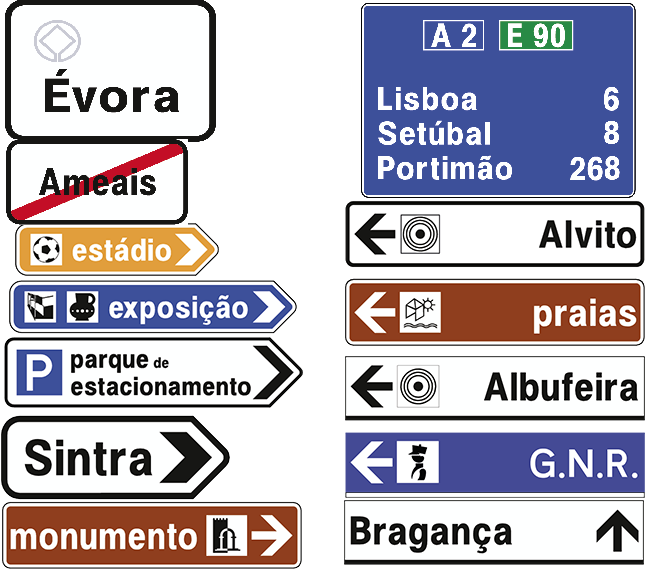 Évora
Ameais
estádio
exposição
P
parque de
estacionamento
Sintra
monumento
A 2 E 90
Lisboa 6
Setúbal 8
Portimão 268
Alvito
praias
Albufeira
G.N.R.
Bragança